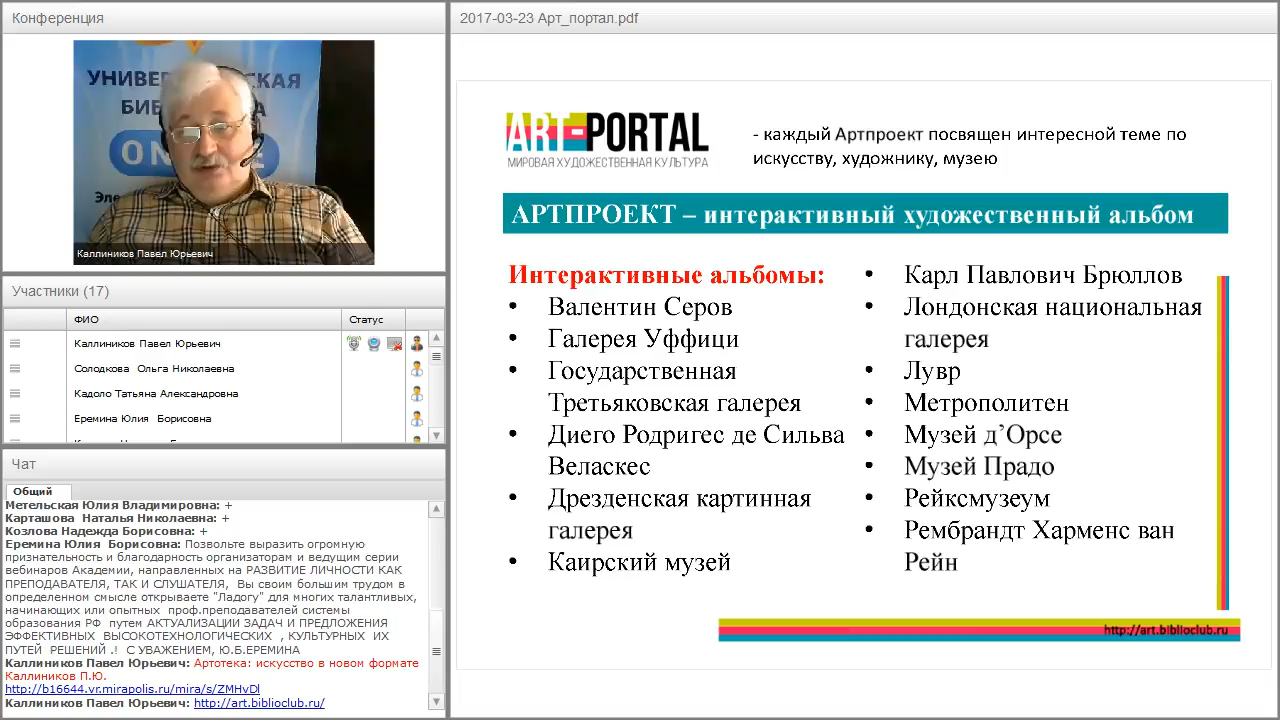 Конференция
УНИВЕР СКАЯ
БИБ А
ON E
Эле
Каллиников Павел Юрьевич
Участники (17)
ФИО
Статус
Каллиников Павел Юрьевич
Солодкова Ольга Николаевна
Кадоло Татьяна Александровна
Еремина Юлия Борисовна
Чат
Общий
Метельская Юлия Владимировна: +
Карташова Наталья Николаевна: +
Козлова Надежда Борисовна: +
Еремина Юлия Борисовна: Позвольте выразить огромную
признательность и благодарность организаторам и ведущим серии
вебинаров Академии, направленных на РАЗВИТИЕ ЛИЧНОСТИ КАК
ПРЕПОДАВАТЕЛЯ, ТАК И СЛУШАТЕЛЯ, Вы своим большим трудом в
определенном смысле открываете "Ладогу" для многих талантливых,
начинающих или опытных проф.преподавателей системы
образования РФ путем АКТУАЛИЗАЦИИ ЗАДАЧ И ПРЕДЛОЖЕНИЯ
ЭФФЕКТИВНЫХ ВЫСОКОТЕХНОЛОГИЧЕСКИХ , КУЛЬТУРНЫХ ИХ
ПУТЕЙ РЕШЕНИЙ .! С УВАЖЕНИЕМ, Ю.Б.ЕРЕМИНА
Каллиников Павел Юрьевич: Артотека: искусство в новом формате
Каллиников П.Ю.
http://b16644.vr.mirapolis.ru/mira/s/ZMHvDl
Каллиников Павел Юрьевич: http://art.biblioclub.ru/
2017-03-23 Арт_портал.pdf
ART-PORTAL
МИРОВАЯ ХУДОЖЕСТВЕННАЯ КУЛЬТУРА
- каждый Артпроект посвящен интересной теме по
искусству, художнику, музею
АРТПРОЕКТ – интерактивный художественный альбом
Интерактивные альбомы:
• Валентин Серов
• Галерея Уффици
• Государственная
Третьяковская галерея
• Диего Родригес де Сильва
Веласкес
• Дрезденская картинная
галерея
• Каирский музей
• Карл Павлович Брюллов
• Лондонская национальная
галерея
• Лувр
• Метрополитен
• Музей д’Орсе
• Музей Прадо
• Рейксмузеум
• Рембрандт Харменс ван
Рейн
http://art.biblioclub.ru